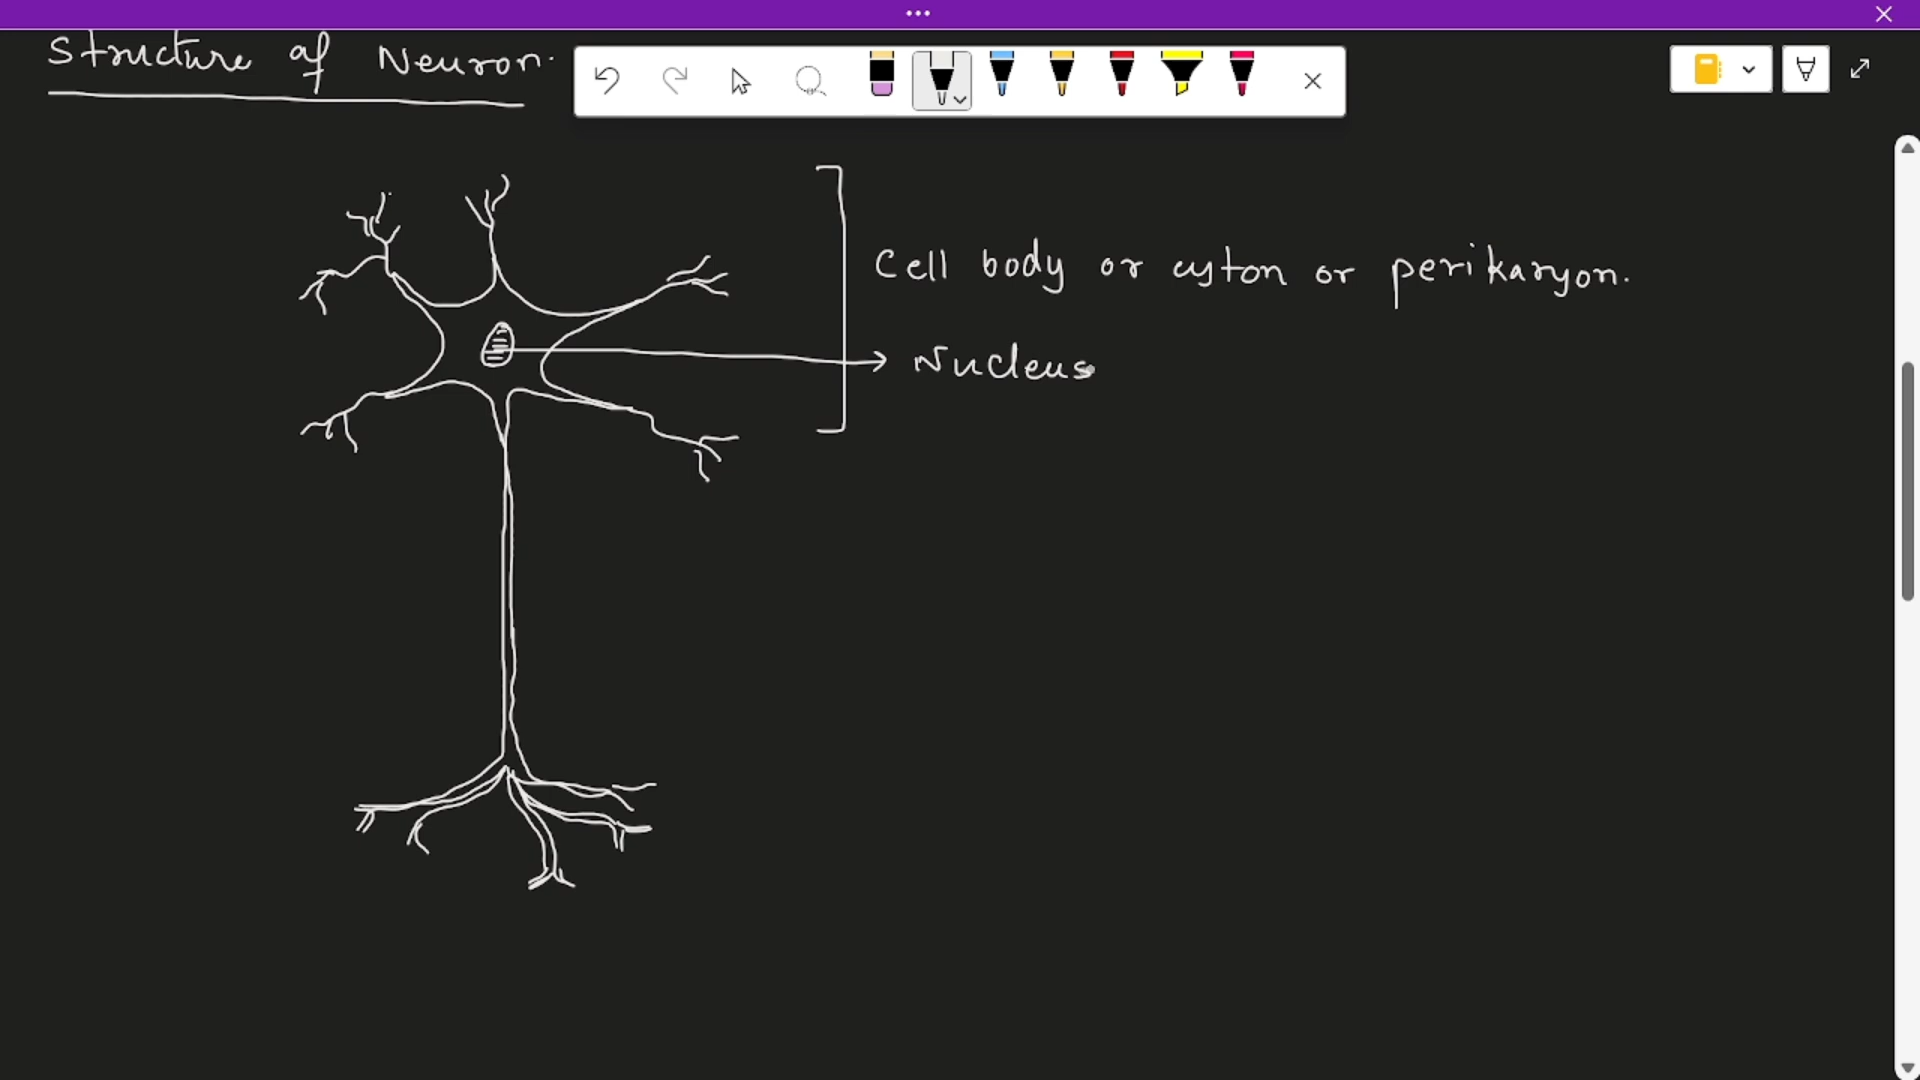 Structure of Neuron.
Cell body or cyton or perikaryon.
Nucleus